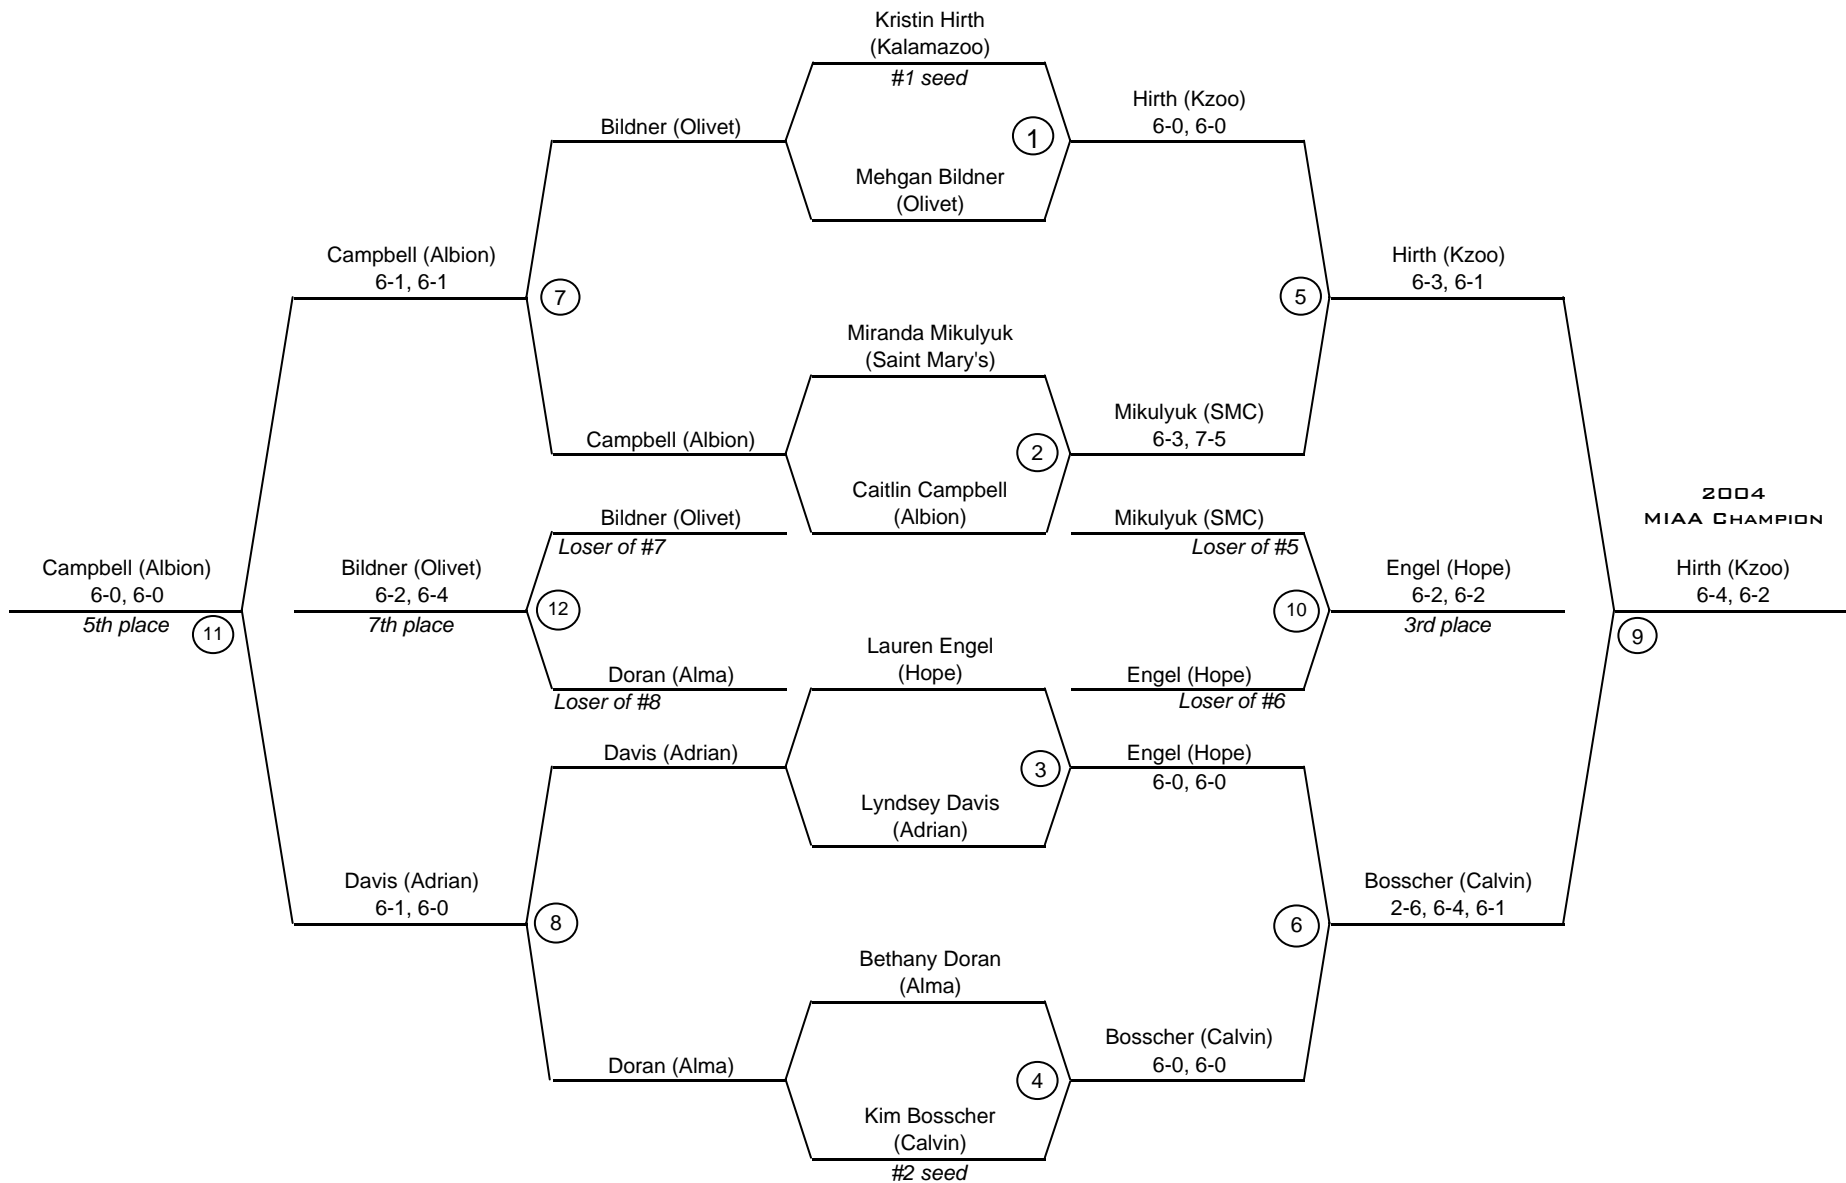 Kristin Hirth
(Kalamazoo)
#1 seed
Hirth (Kzoo)
6-0, 6-0
Bildner (Olivet)
1
Mehgan Bildner
(Olivet)
Campbell (Albion)
6-1, 6-1
Hirth (Kzoo)
6-3, 6-1
7
5
Miranda Mikulyuk
(Saint Mary's)
Mikulyuk (SMC)
6-3, 7-5
Campbell (Albion)
2
Caitlin Campbell
(Albion)
2004
MIAA Champion
Bildner (Olivet)
Loser of #7
Mikulyuk (SMC)
Loser of #5
Campbell (Albion)
6-0, 6-0
5th place
11
Bildner (Olivet)
6-2, 6-4
7th place
12
10
Engel (Hope)
6-2, 6-2
3rd place
Hirth (Kzoo)
6-4, 6-2
9
Lauren Engel
(Hope)
Doran (Alma)
Loser of #8
Engel (Hope)
Loser of #6
Davis (Adrian)
3
Engel (Hope)
6-0, 6-0
Lyndsey Davis
(Adrian)
Davis (Adrian)
6-1, 6-0
8
6
Bosscher (Calvin)
2-6, 6-4, 6-1
Bethany Doran
(Alma)
Doran (Alma)
4
Bosscher (Calvin)
6-0, 6-0
Kim Bosscher
(Calvin)
#2 seed